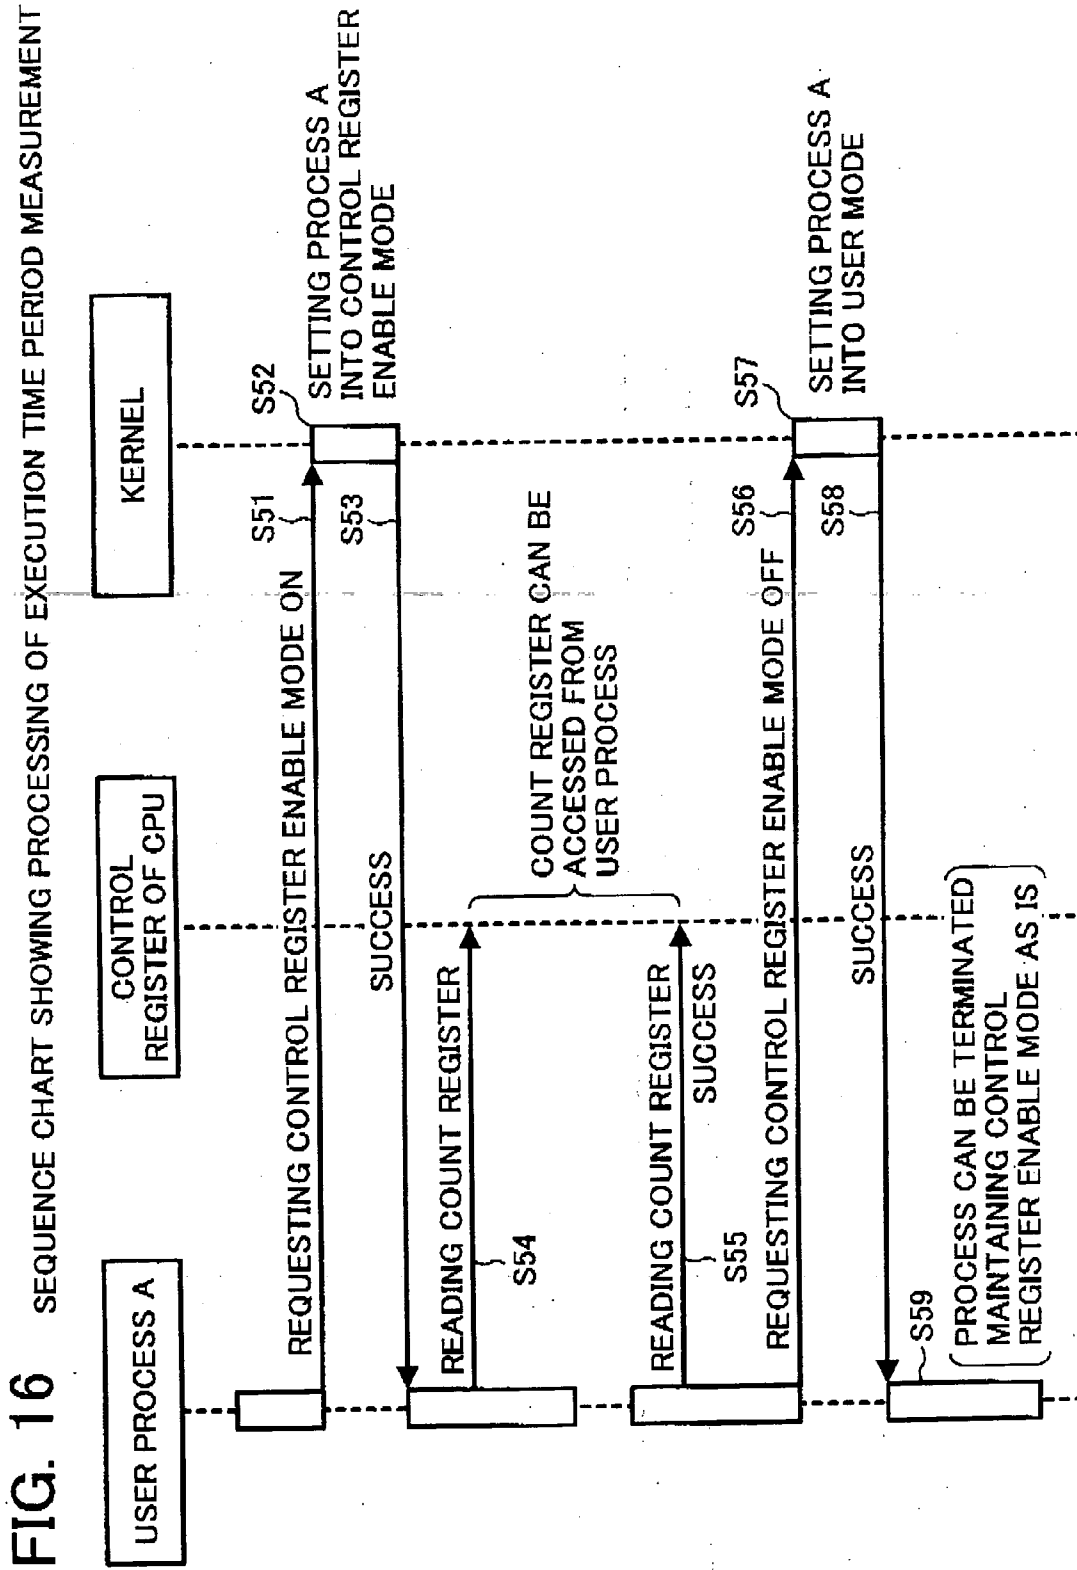 FIG. 16
SEQUENCE CHART SHOWING PROCESSING OF EXECUTION TIME PERIOD MEASUREMENT
USER PROCESS A
CONTROL
REGISTER OF CPU
KERNEL
REQUESTING CONTROL REGISTER ENABLE MODE ON
S51
S52
SETTING PROCESS A
INTO CONTROL REGISTER
ENABLE MODE
SUCCESS
S53
READING COUNT REGISTER
S54
COUNT REGISTER CAN BE
ACCESSED FROM
USER PROCESS
READING COUNT REGISTER
S55
SUCCESS
REQUESTING CONTROL REGISTER ENABLE MODE OFF
S56
S57
SETTING PROCESS A
INTO USER MODE
SUCCESS
S58
S59
PROCESS CAN BE TERMINATED
MAINTAINING CONTROL
REGISTER ENABLE MODE AS IS